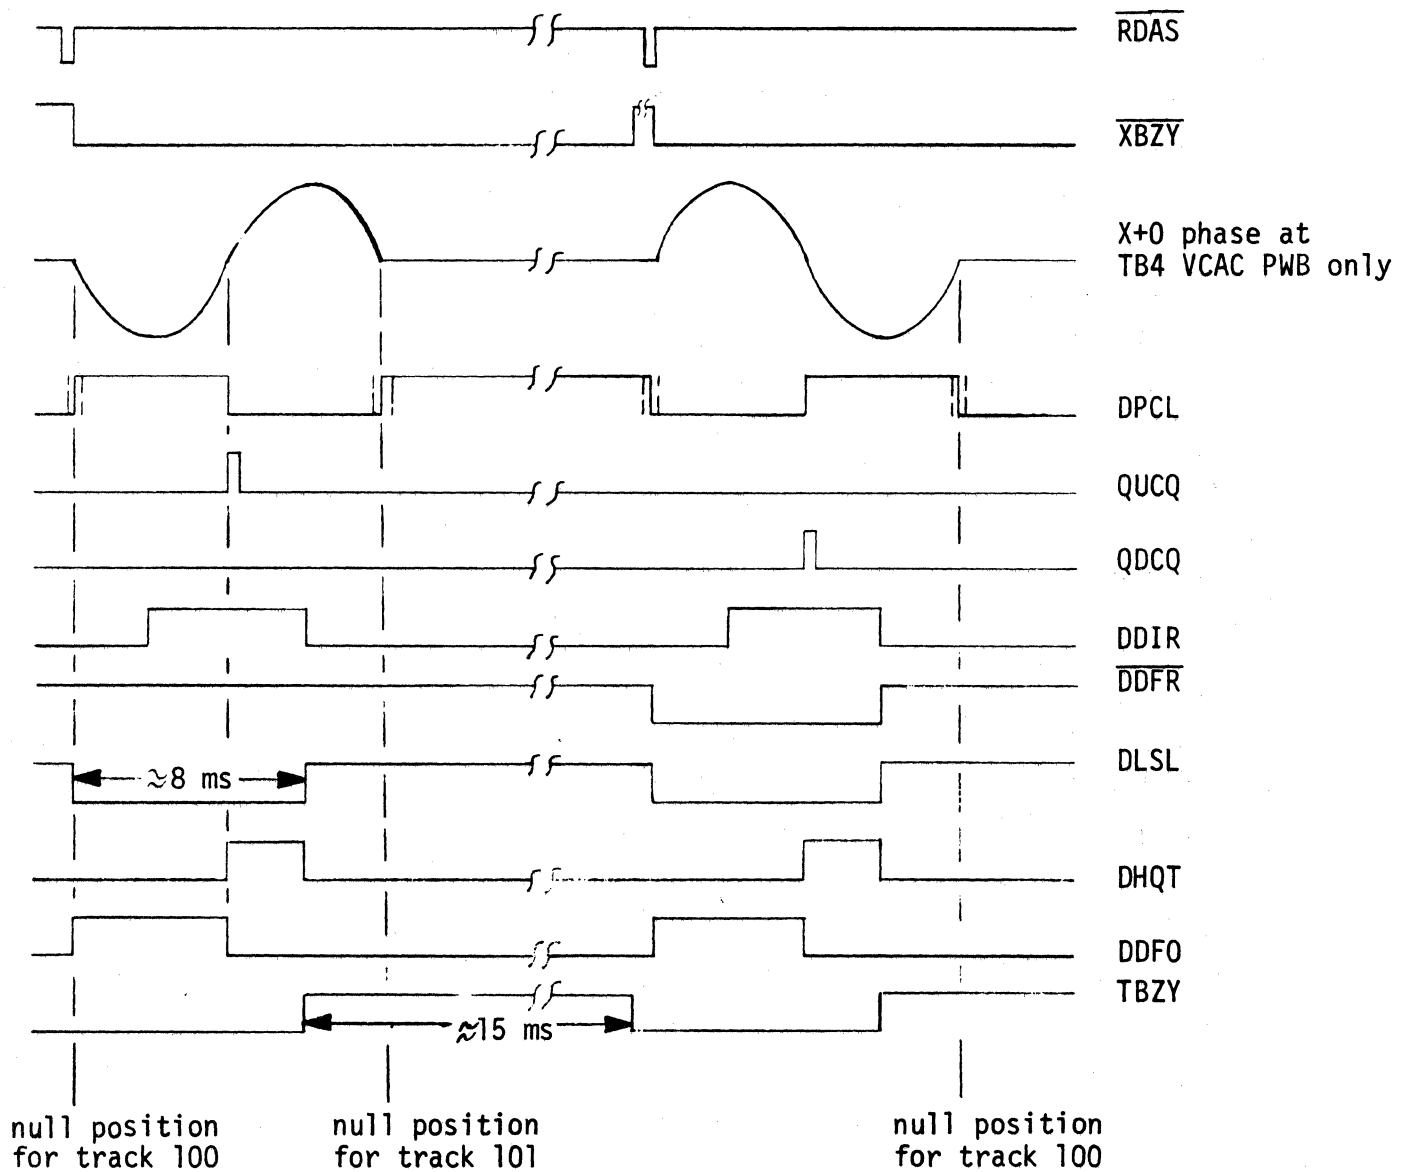 RDAS
XBZY
X+0 phase at
TB4 VCAC PWB only
DPCL
QUCQ
QDCQ
DDIR
DDFR
DLSL
≈8 ms
DHQT
DDFO
TBZY
≈15 ms
null position
for track 100
null position
for track 101
null position
for track 100